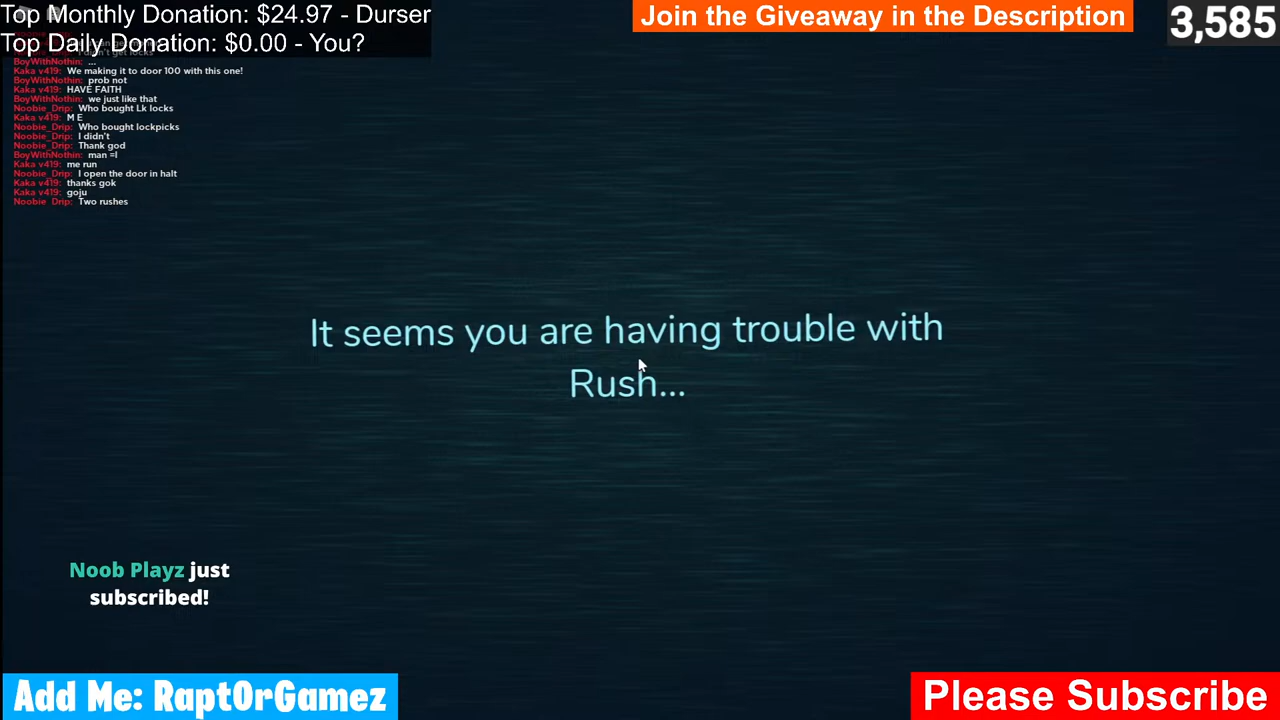 Top Monthly Donation: $24.97 - Durser
Top Daily Donation: $0.00 - You?
Join the Giveaway in the Description
3,585
I didn't get locks
BoyWithNothin: ...
Kaka v419: We making it to door 100 with this one!
BoyWithNothin: prob not
Kaka v419: HAVE FAITH
BoyWithNothin: we just like that
Noobie_Drip: Who bought Lk locks
Kaka v419: M E
Noobie_Drip: Who bought lockpicks
Noobie_Drip: I didn't
Noobie_Drip: Thank god
BoyWithNothin: man =I
Kaka v419: me run
Noobie_Drip: I open the door in halt
Kaka v419: thanks gok
Kaka v419: goju
Noobie_Drip: Two rushes
It seems you are having trouble with
Rush...
Noob Playz just
subscribed!
Add Me: Rapt0rGamez
Please Subscribe